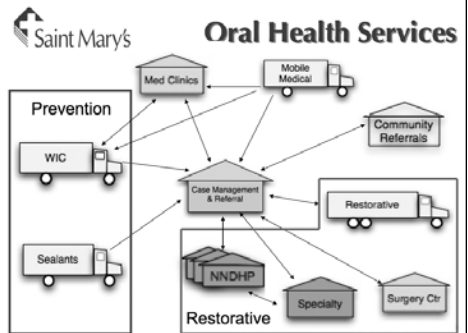 Saint Mary's
Oral Health Services
Med Clinics
Mobile
Medical
Prevention
Community
Referrals
WIC
Case Management
& Referral
Restorative
Sealants
NNDHP
Specialty
Surgery Ctr
Restorative